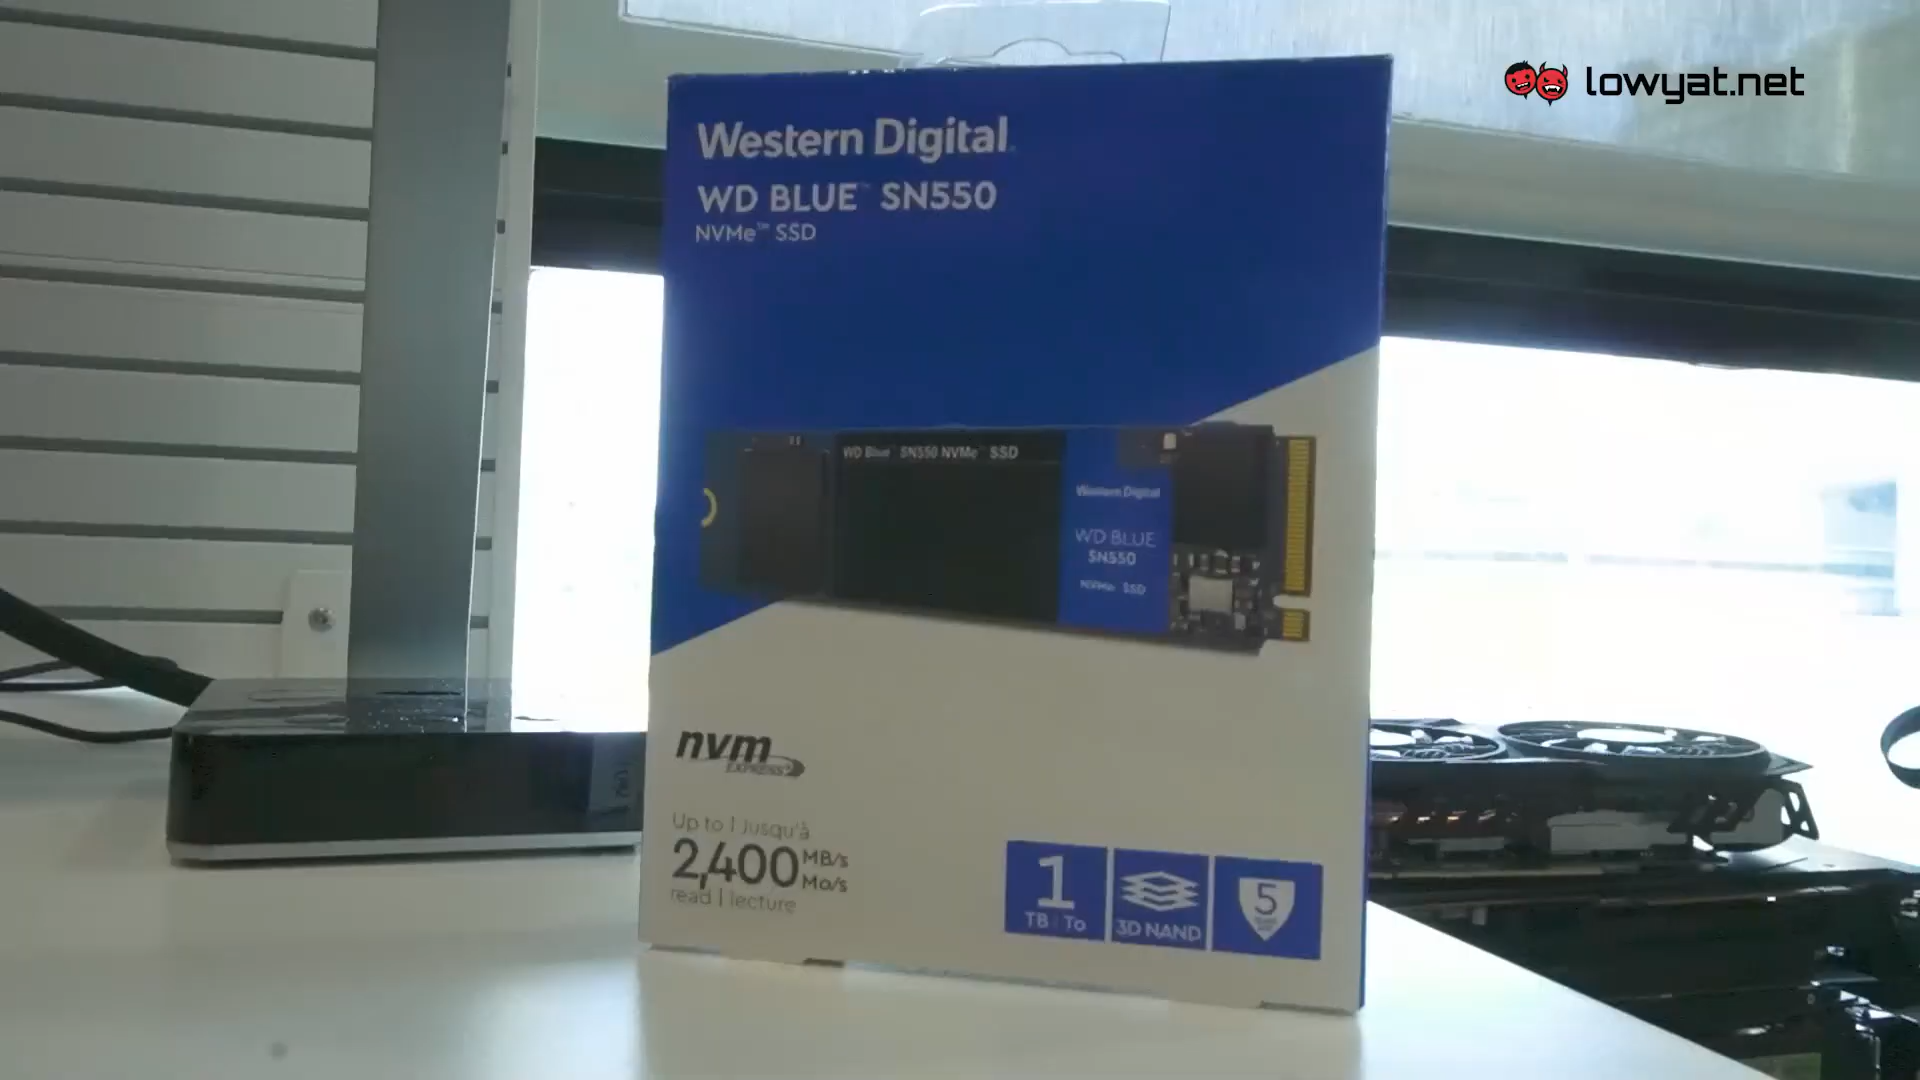 lowyat.net
Western Digital
WD BLUE™ SN550
NVMe™ SSD
WD Blue™ SN550 NVMe™ SSD
Western Digital
WD BLUE
SN550
NVMe SSD
nvm
EXPRESS
Up to | Jusqu'à
2,400 MB/s
Mo/s
read | lecture
1
TB | To
3D NAND
5